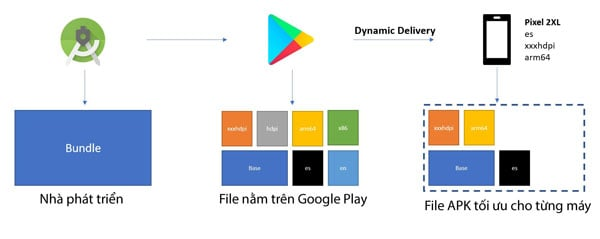 Dynamic Delivery
Pixel 2XL
es
xxxhdpi
arm64
Bundle
xxxhdpi
hdpi
arm64
x86
Base
es
en
xxxhdpi
arm64
Base
es
Nhà phát triển
File nằm trên Google Play
File APK tối ưu cho từng máy